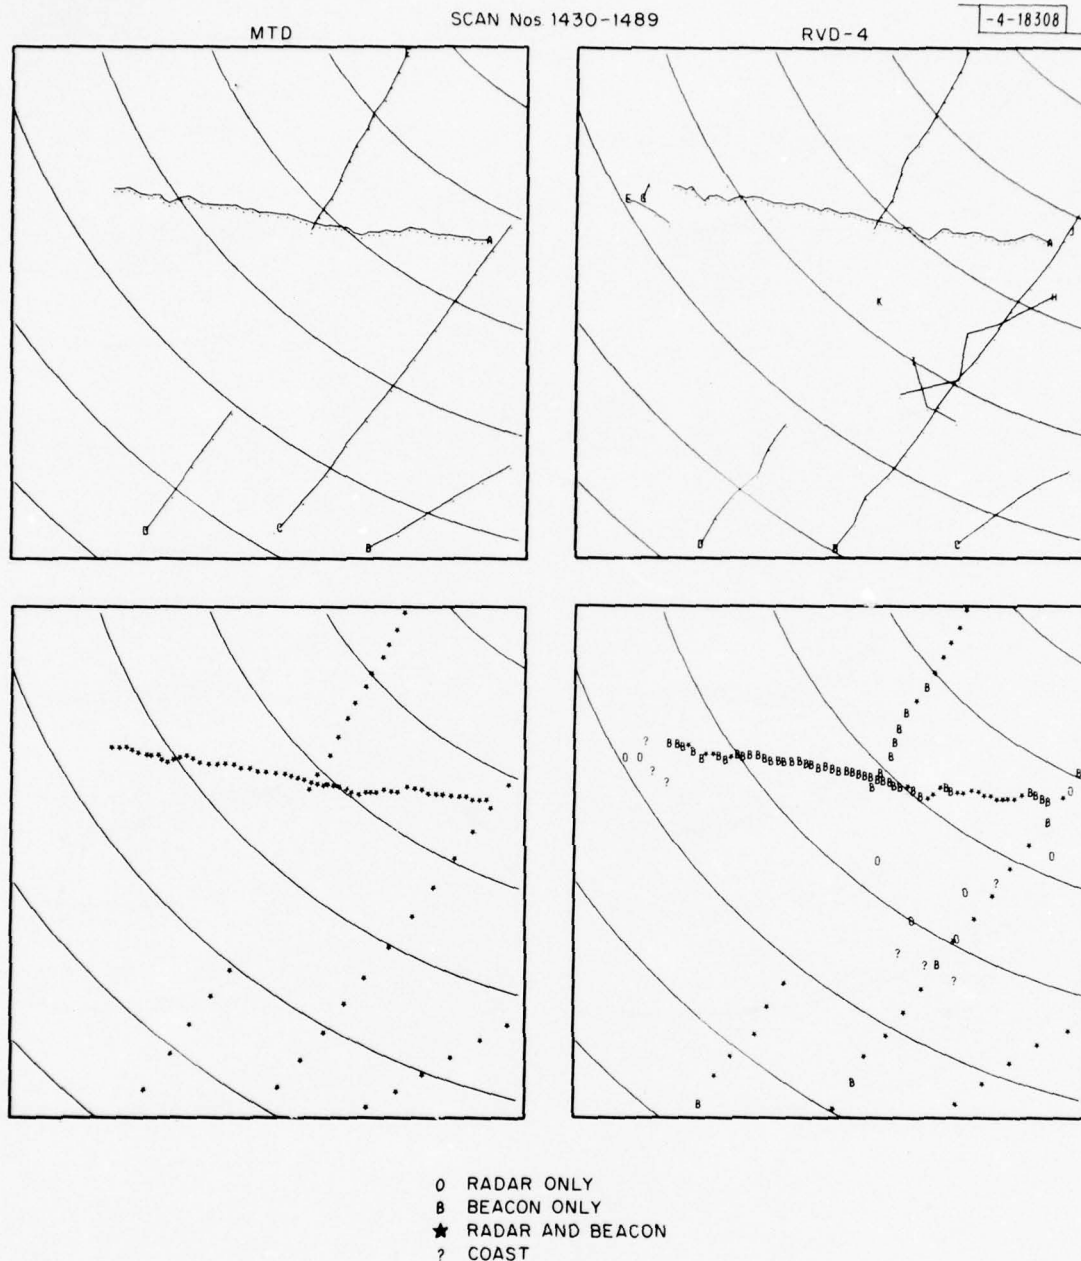 SCAN Nos 1430-1489
-4-18308
MTD
RVD-4
A
D
C
B
E
A
J
K
H
I
D
B
C
O RADAR ONLY
B BEACON ONLY
★ RADAR AND BEACON
? COAST